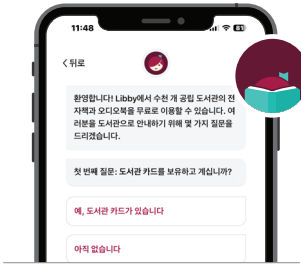 11:48
81
뒤로
환영합니다! Libby에서 수천 개 공립 도서관의 전
자책과 오디오북을 무료로 이용할 수 있습니다. 여
러분을 도서관으로 안내하기 위해 몇 가지 질문을
드리겠습니다.
첫 번째 질문: 도서관 카드를 보유하고 계십니까?
예, 도서관 카드가 있습니다
아직 없습니다